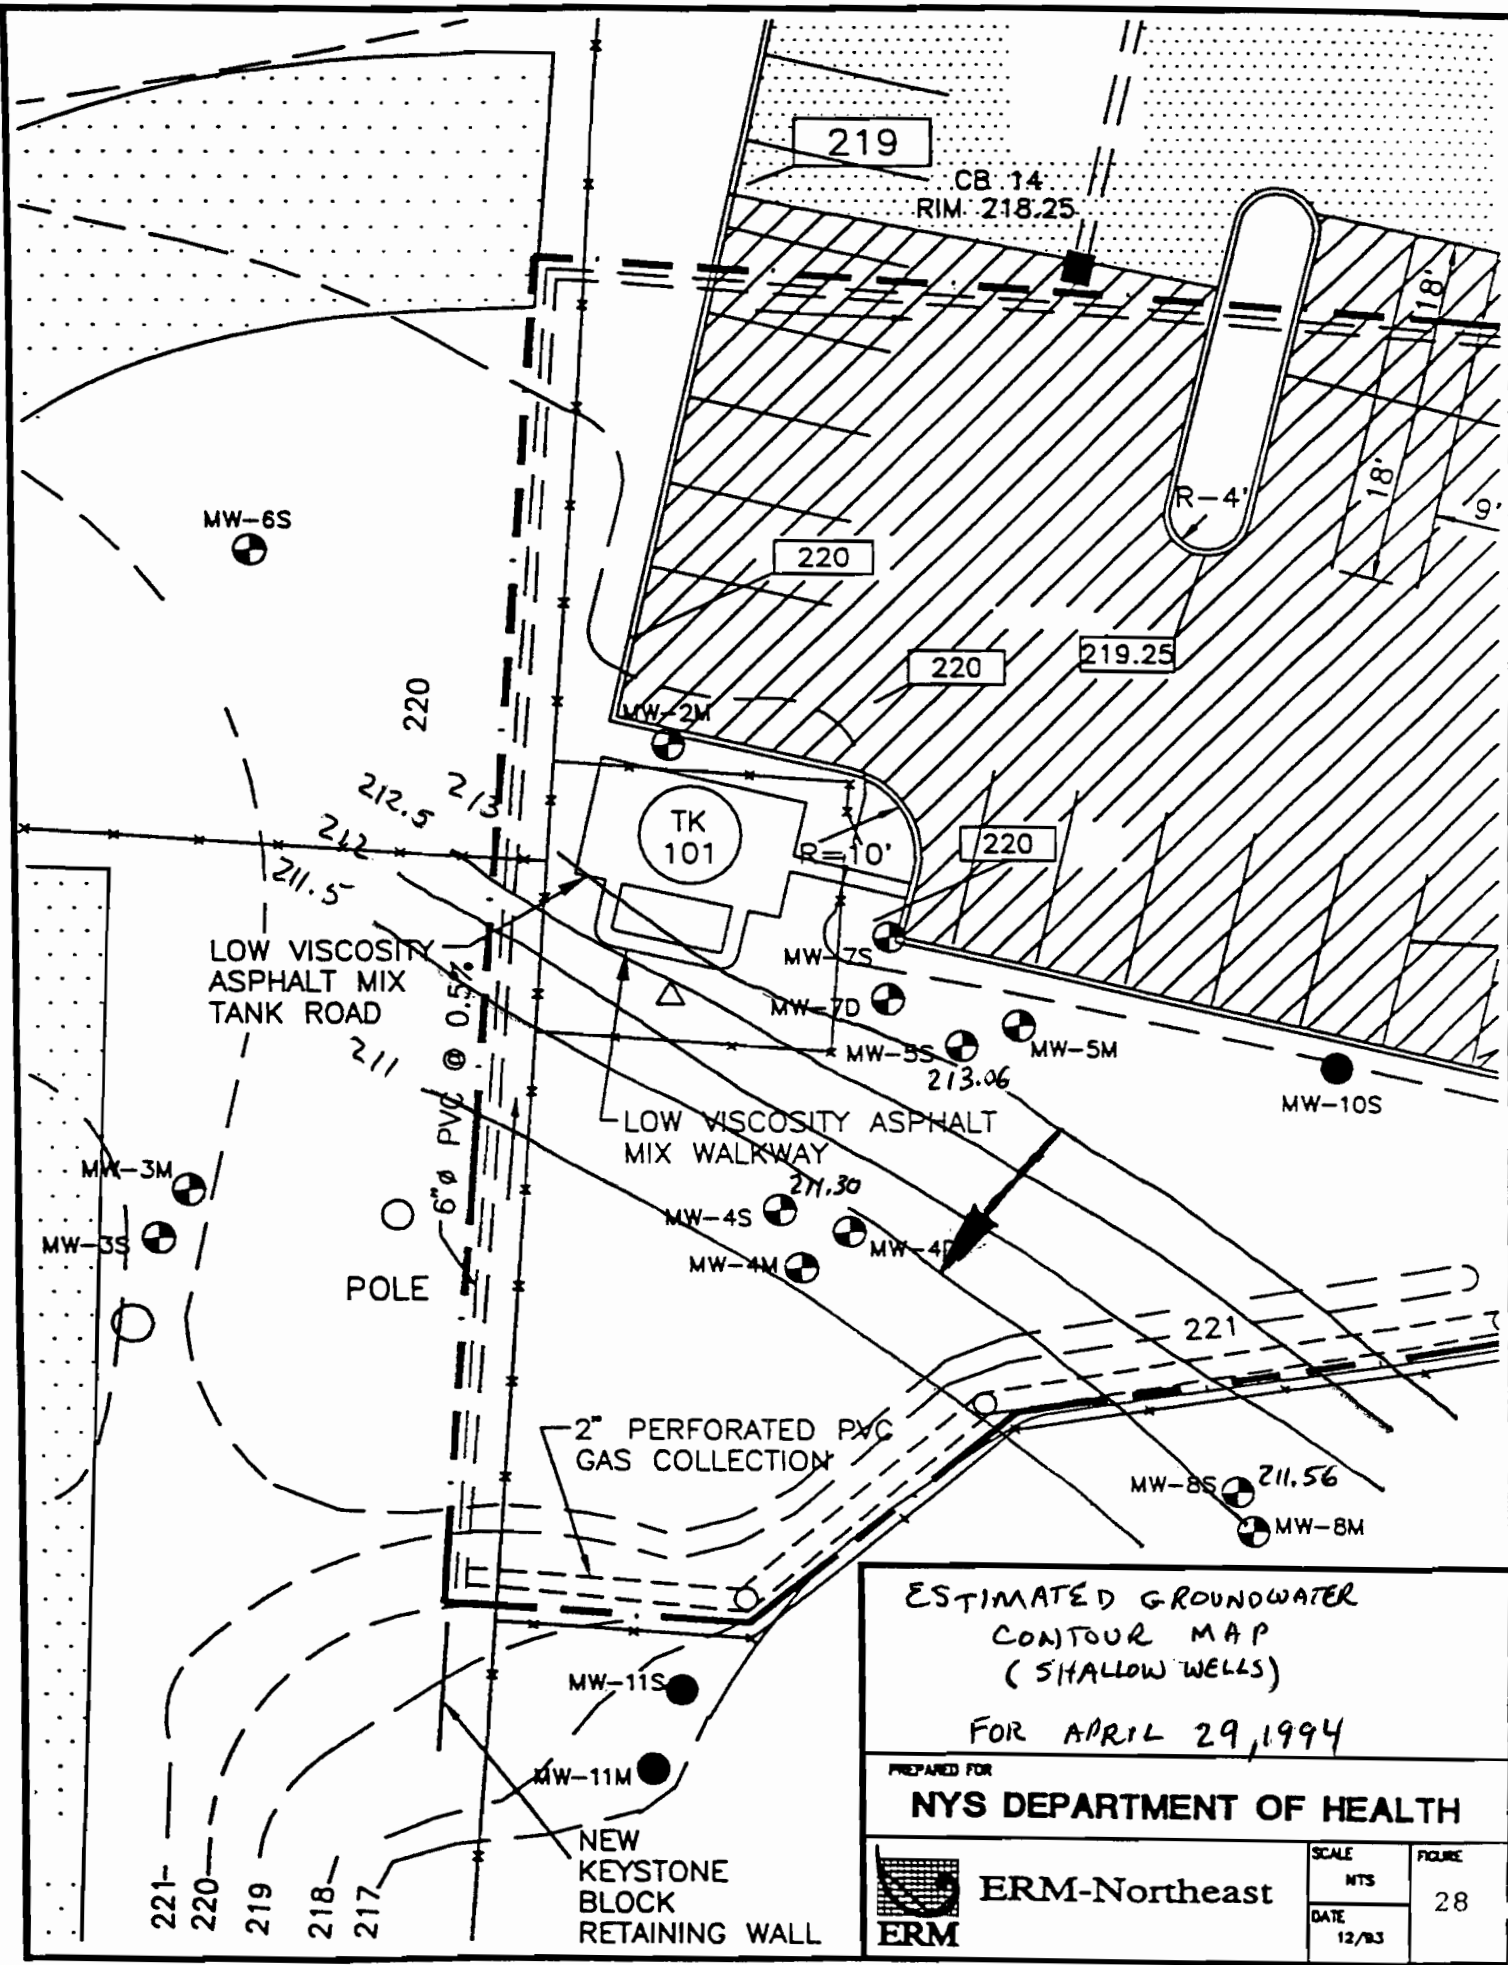 219
CB 14
RIM 218.25
18'
18'
R-4'
9'
MW-6S
220
219.25
220
220
MW-2M
212.5
213
212
211.5
TK
101
R=10'
220
LOW VISCOSITY
ASPHALT MIX
TANK ROAD
6"ø PVC @ 0.5%
MW-7S
MW-7D
MW-5S
213.06
MW-5M
MW-10S
211
LOW VISCOSITY ASPHALT
MIX WALKWAY
211.30
MW-4S
MW-4D
MW-4M
MW-3M
MW-3S
POLE
221
2" PERFORATED PVC
GAS COLLECTION
MW-8S
211.56
MW-8M
MW-11S
MW-11M
NEW
KEYSTONE
BLOCK
RETAINING WALL
221
220
219
218
217
ESTIMATED GROUNDWATER
CONTOUR MAP
(SHALLOW WELLS)
FOR APRIL 29, 1994
PREPARED FOR
NYS DEPARTMENT OF HEALTH
ERM
ERM-Northeast
SCALE
NTS
DATE
12/93
FIGURE
28